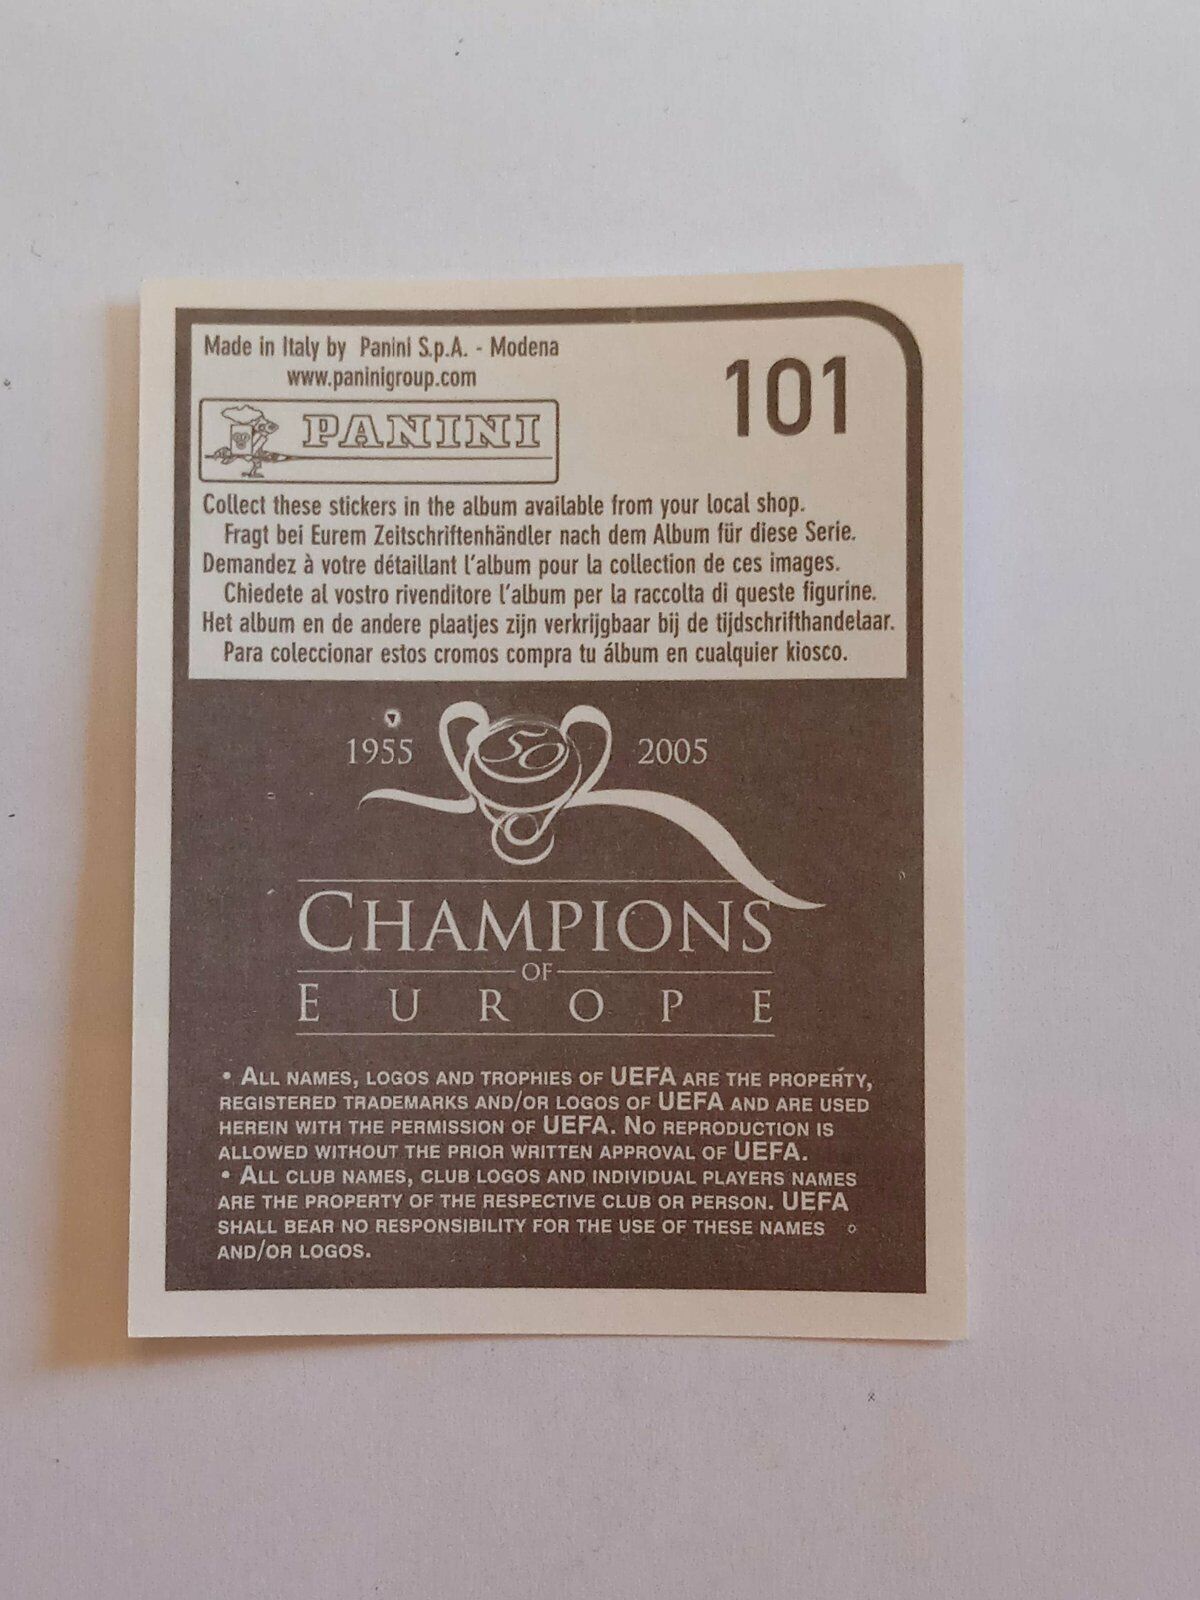 Made in Italy by Panini S.p.A. - Modena
www.paninigroup.com
101
PANINI
Collect these stickers in the album available from your local shop.
Fragt bei Eurem Zeitschriftenhändler nach dem Album für diese Serie.
Demandez à votre détaillant l'album pour la collection de ces images.
Chiedete al vostro rivenditore l'album per la raccolta di queste figurine.
Het album en de andere plaatjes zijn verkrijgbaar bij de tijdschrifthandelaar.
Para coleccionar estos cromos compra tu álbum en cualquier kiosco.
1955 50 2005
CHAMPIONS
OF
EUROPE
• ALL NAMES, LOGOS AND TROPHIES OF UEFA ARE THE PROPERTY,
REGISTERED TRADEMARKS AND/OR LOGOS OF UEFA AND ARE USED
HEREIN WITH THE PERMISSION OF UEFA. NO REPRODUCTION IS
ALLOWED WITHOUT THE PRIOR WRITTEN APPROVAL OF UEFA.
• ALL CLUB NAMES, CLUB LOGOS AND INDIVIDUAL PLAYERS NAMES
ARE THE PROPERTY OF THE RESPECTIVE CLUB OR PERSON. UEFA
SHALL BEAR NO RESPONSIBILITY FOR THE USE OF THESE NAMES
AND/OR LOGOS.